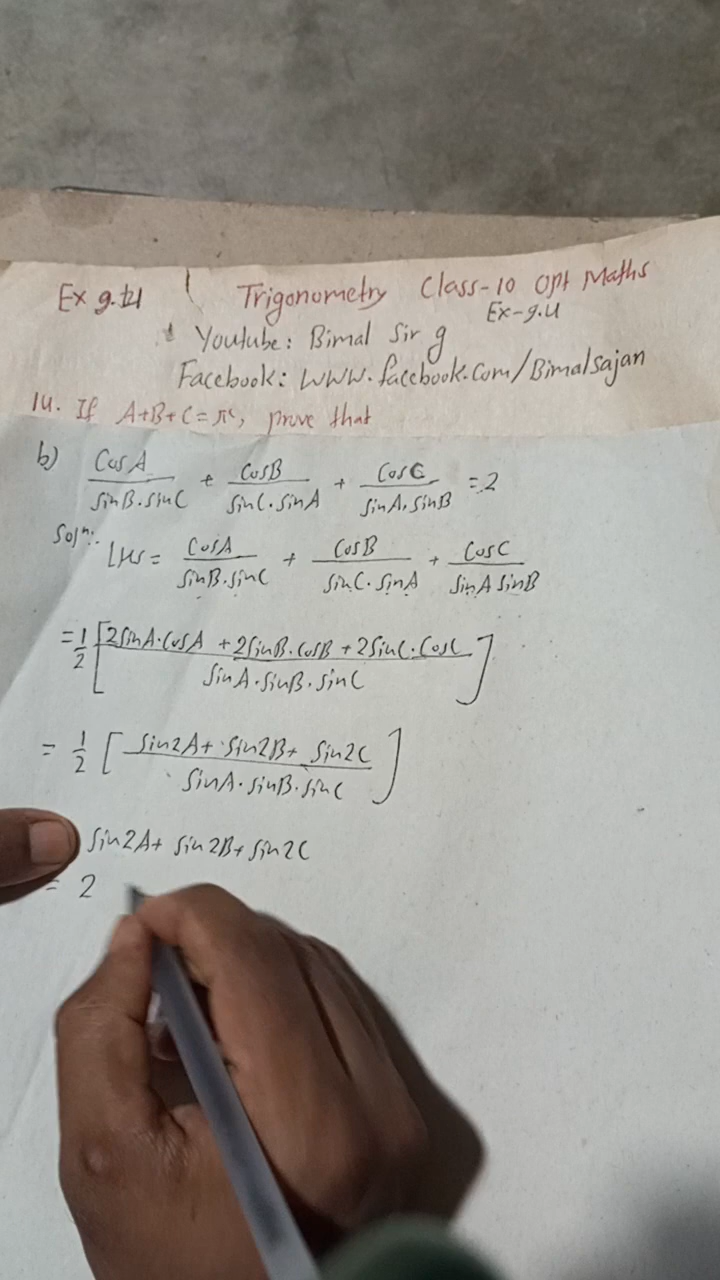 Ex 9.4 Trigonometry Class-10 Opt Maths
Ex-9.4
Youtube: Bimal Sir g
Facebook: www.facebook.com/Bimalsajan
14. If A+B+C=πᶜ, prove that
b) CosA/sinB.sinC + CosB/sinC.sinA + CosC/sinA.sinB = 2
Solⁿ:-
LHS = CosA/sinB.sinC + CosB/sinC.sinA + CosC/sinA sinB
= 1/2 [2sinA.CosA + 2sinB.CosB + 2sinC.CosC / sinA.sinB.sinC]
= 1/2 [sin2A + sin2B + sin2C / sinA.sinB.sinC]
sin2A + sin2B + sin2C
= 2